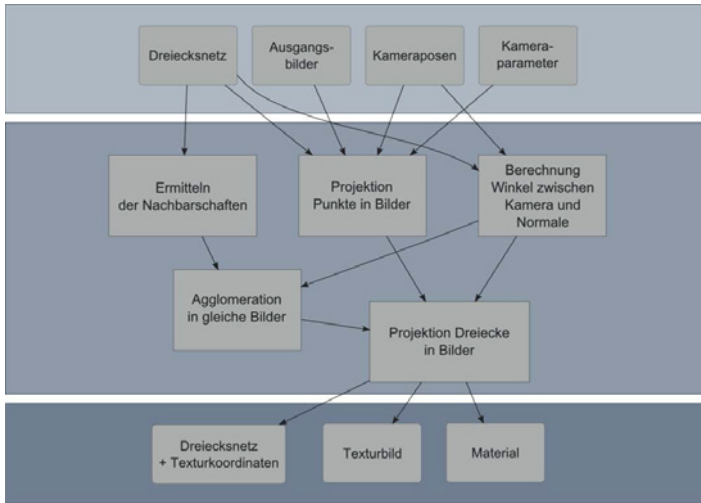 Dreiecksnetz
Ausgangs-
bilder
Kameraposen
Kamera-
parameter
Ermitteln
der Nachbarschaften
Projektion
Punkte in Bilder
Berechnung
Winkel zwischen
Kamera und
Normale
Agglomeration
in gleiche Bilder
Projektion Dreiecke
in Bilder
Dreiecksnetz
+ Texturkoordinaten
Texturbild
Material